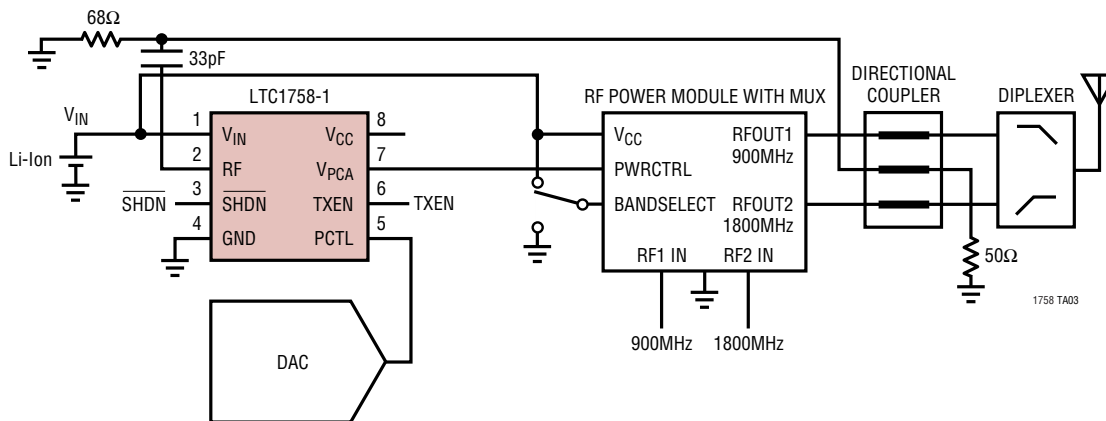 68Ω
33pF
LTC1758-1
V_IN
Li-Ion
1
V_IN
2
RF
3
SHDN
SHDN
4
GND
V_CC
8
V_PCA
7
TXEN
6
TXEN
PCTL
5
DAC
RF POWER MODULE WITH MUX
V_CC
PWRCTRL
BANDSELECT
RFOUT1
900MHz
RFOUT2
1800MHz
RF1 IN
RF2 IN
900MHz
1800MHz
DIRECTIONAL
COUPLER
DIPLEXER
50Ω
1758 TA03